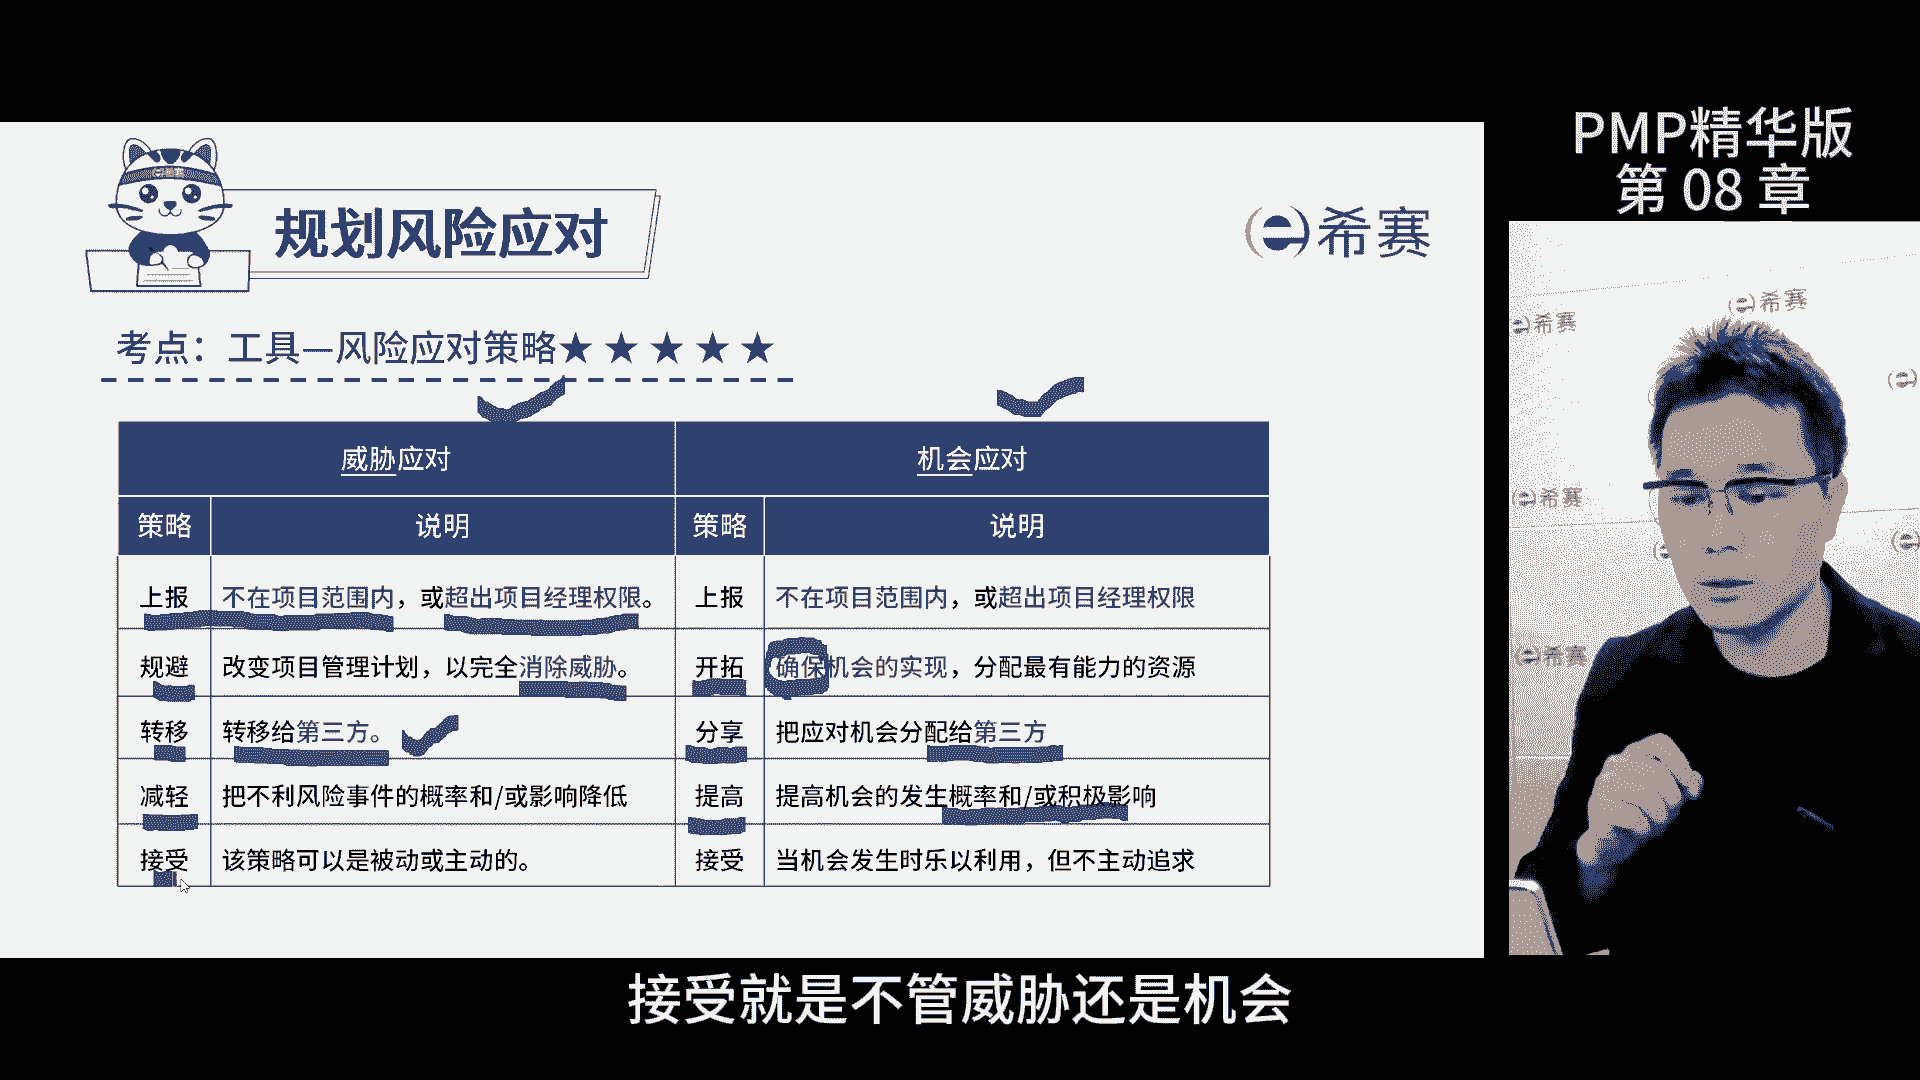 PMP精华版
第 08 章
希赛
规划风险应对
希赛
考点：工具—风险应对策略★ ★ ★ ★ ★
威胁应对 机会应对
策略 说明 策略 说明
上报 不在项目范围内，或超出项目经理权限。 上报 不在项目范围内，或超出项目经理权限
规避 改变项目管理计划，以完全消除威胁。 开拓 确保机会的实现，分配最有能力的资源
转移 转移给第三方。 分享 把应对机会分配给第三方
减轻 把不利风险事件的概率和/或影响降低 提高 提高机会的发生概率和/或积极影响
接受 该策略可以是被动或主动的。 接受 当机会发生时乐以利用，但不主动追求
希赛
希赛
希赛
希赛
接受就是不管威胁还是机会